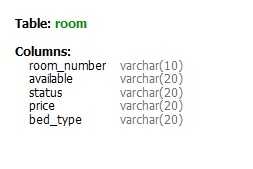 Table: room
Columns:
room_number varchar(10)
available varchar(20)
status varchar(20)
price varchar(20)
bed_type varchar(20)